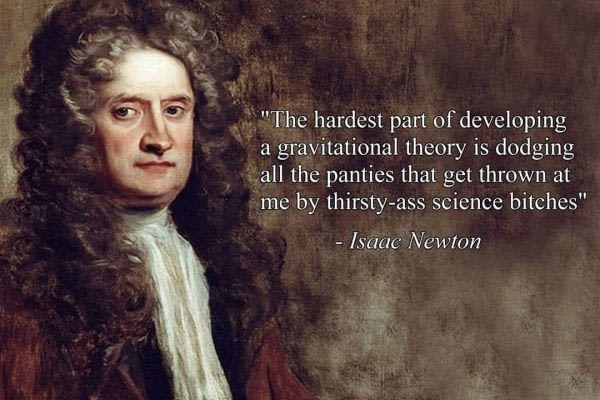 "The hardest part of developing
a gravitational theory is dodging
all the panties that get thrown at
me by thirsty-ass science bitches"
- Isaac Newton